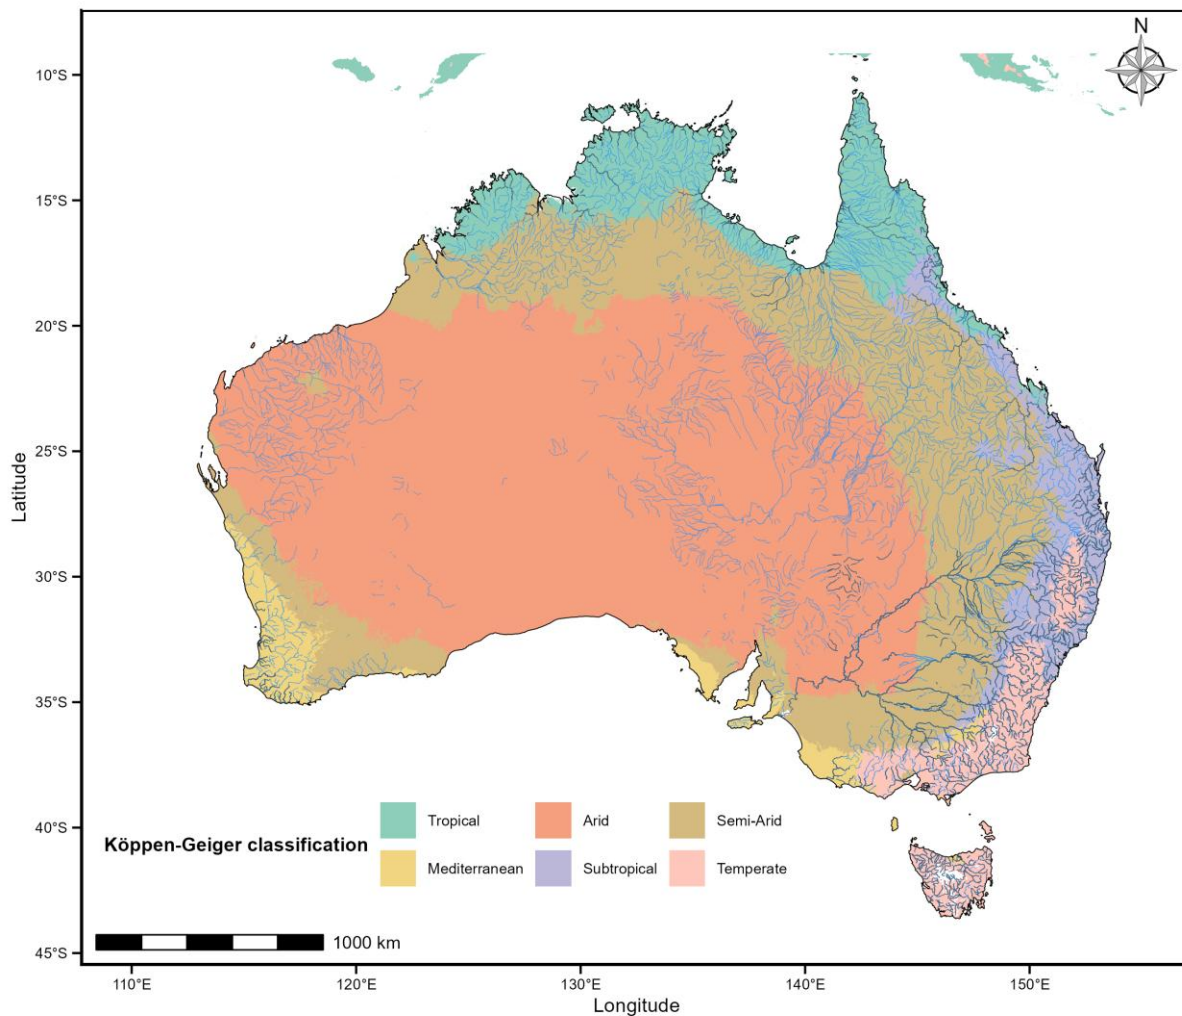 N
10°S
15°S
20°S
25°S
30°S
35°S
40°S
45°S
Latitude
Köppen-Geiger classification
Tropical
Arid
Semi-Arid
Mediterranean
Subtropical
Temperate
1000 km
110°E
120°E
130°E
140°E
150°E
Longitude